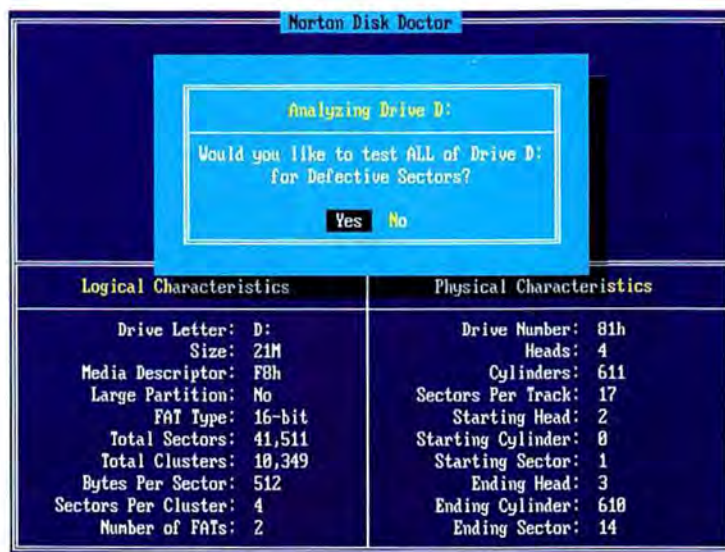 Norton Disk Doctor
Analyzing Drive D:
Would you like to test ALL of Drive D:
for Defective Sectors?
Yes No
Logical Characteristics
Drive Letter: D:
Size: 21M
Media Descriptor: F8h
Large Partition: No
FAT Type: 16-bit
Total Sectors: 41,511
Total Clusters: 10,349
Bytes Per Sector: 512
Sectors Per Cluster: 4
Number of FATs: 2
Physical Characteristics
Drive Number: 81h
Heads: 4
Cylinders: 611
Sectors Per Track: 17
Starting Head: 2
Starting Cylinder: 0
Starting Sector: 1
Ending Head: 3
Ending Cylinder: 610
Ending Sector: 14